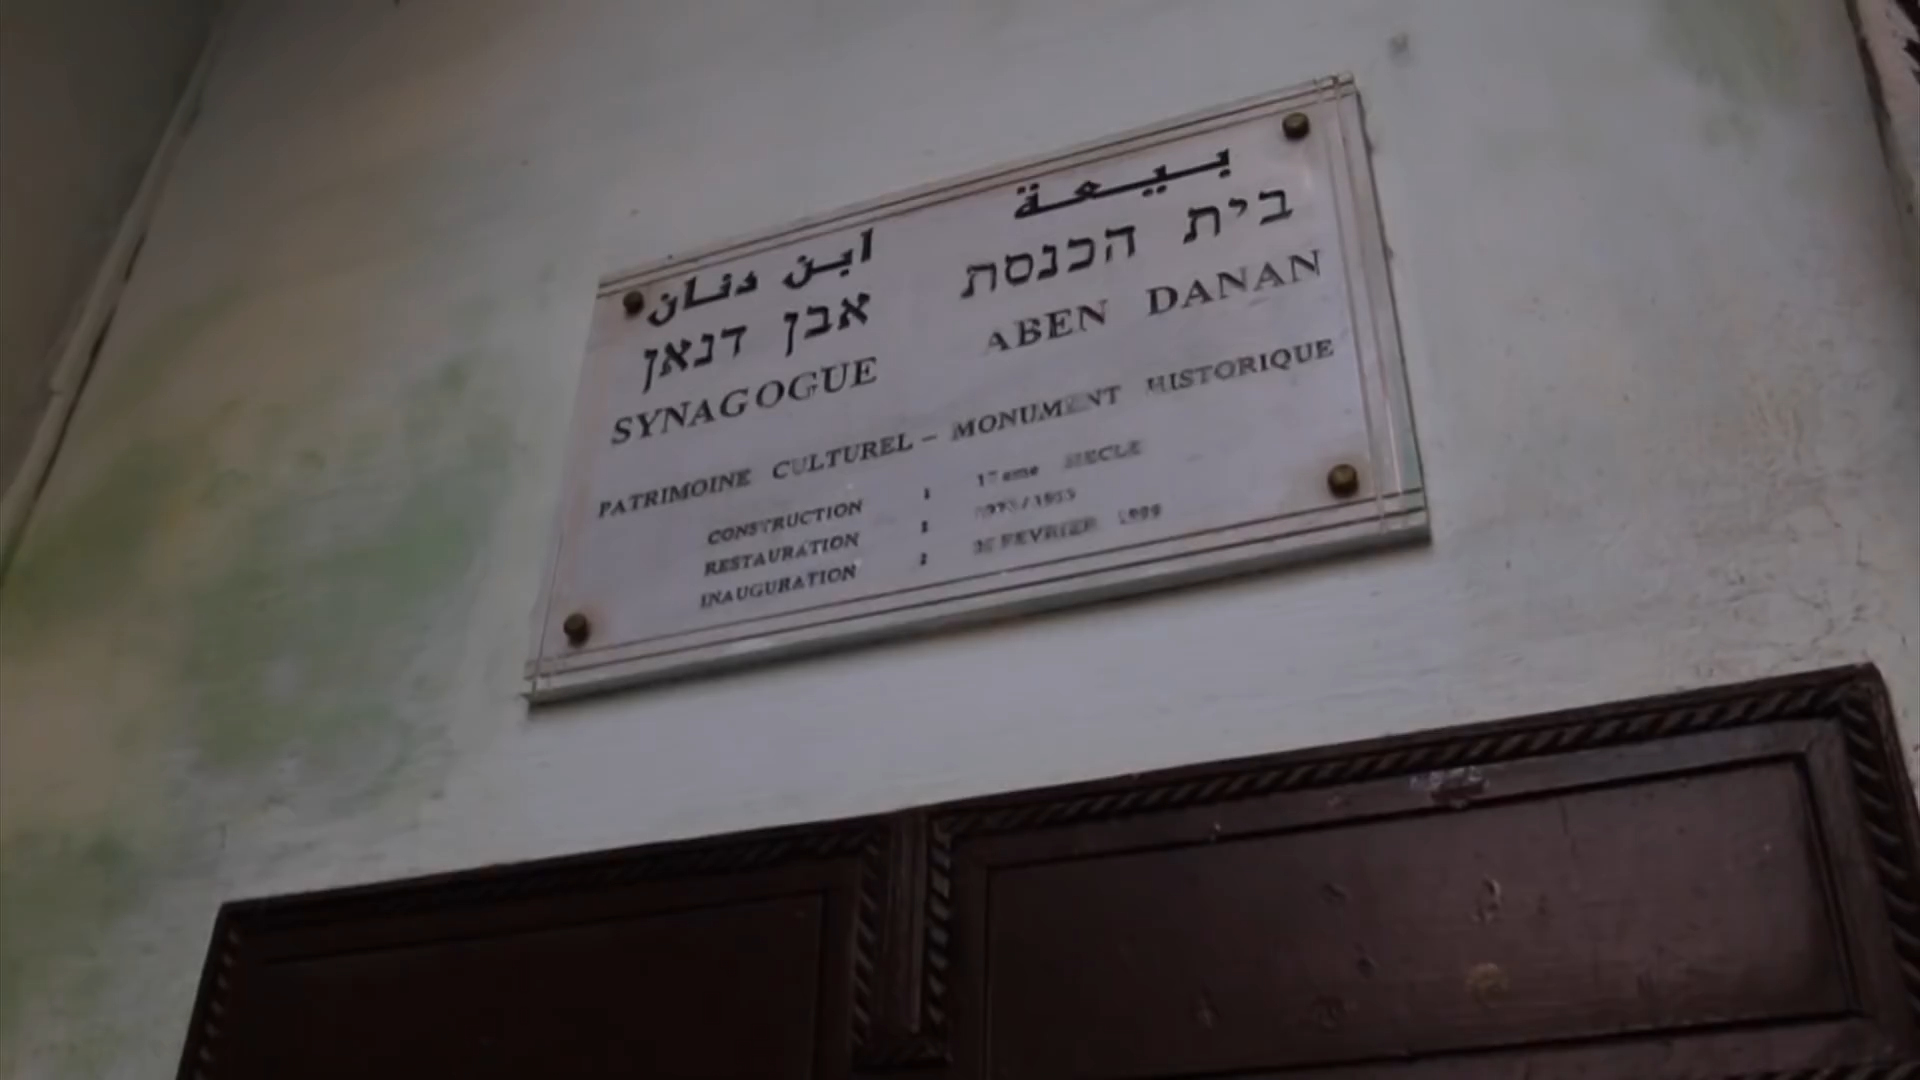 بيعة ابن دنان
בית הכנסת אבן דנאן
SYNAGOGUE ABEN DANAN
PATRIMOINE CULTUREL - MONUMENT HISTORIQUE
CONSTRUCTION : 17eme SIECLE
RESTAURATION :
INAUGURATION : FEVRIER 1999